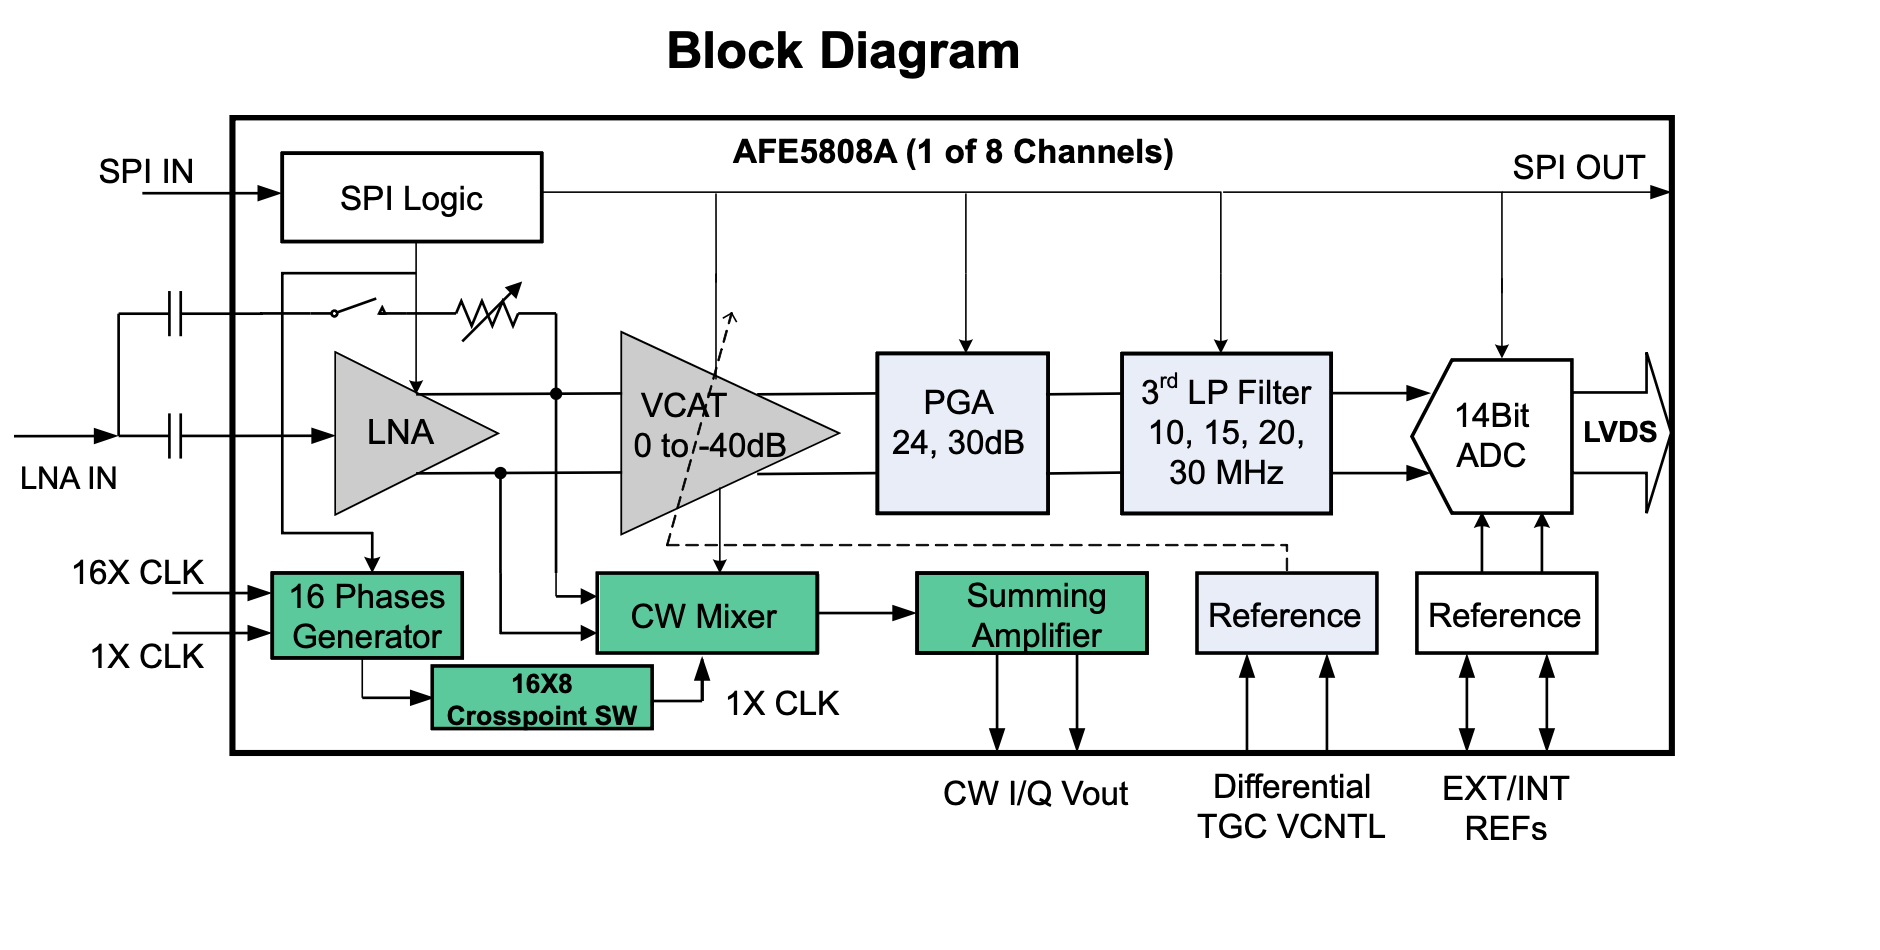 Block Diagram
AFE5808A (1 of 8 Channels)
SPI IN
SPI Logic
SPI OUT
LNA IN
LNA
VCAT
0 to -40dB
PGA
24, 30dB
3rd LP Filter
10, 15, 20,
30 MHz
14Bit
ADC
LVDS
16X CLK
1X CLK
16 Phases
Generator
16X8
Crosspoint SW
CW Mixer
1X CLK
Summing
Amplifier
Reference
Reference
CW I/Q Vout
Differential
TGC VCNTL
EXT/INT
REFs